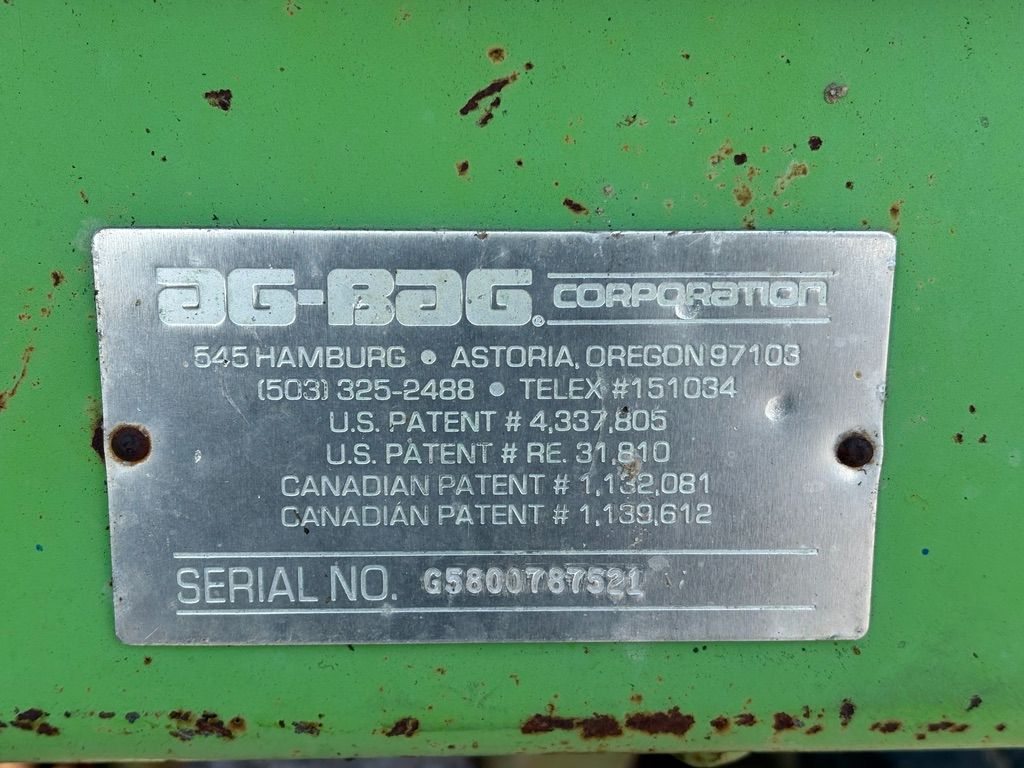 AG-BAG® CORPORATION
545 HAMBURG • ASTORIA, OREGON 97103
(503) 325-2488 • TELEX #151034
U.S. PATENT # 4,337,805
U.S. PATENT # RE. 31,810
CANADIAN PATENT # 1,132,081
CANADIAN PATENT # 1,139,612
SERIAL NO. G5800787521